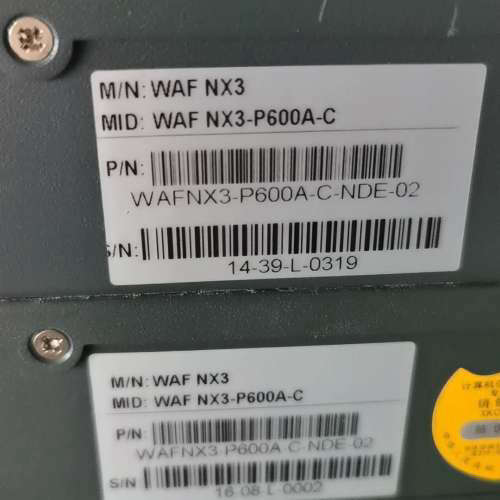 M/N: WAF NX3
MID: WAF NX3-P600A-C
P/N:
WAFNX3-P600A-C-NDE-02
S/N:
14-39-L-0319
M/N: WAF NX3
MID: WAF NX3-P600A-C
P/N:
WAFNX3-P600A-C-NDE-02
S/N
16-08-L-0002